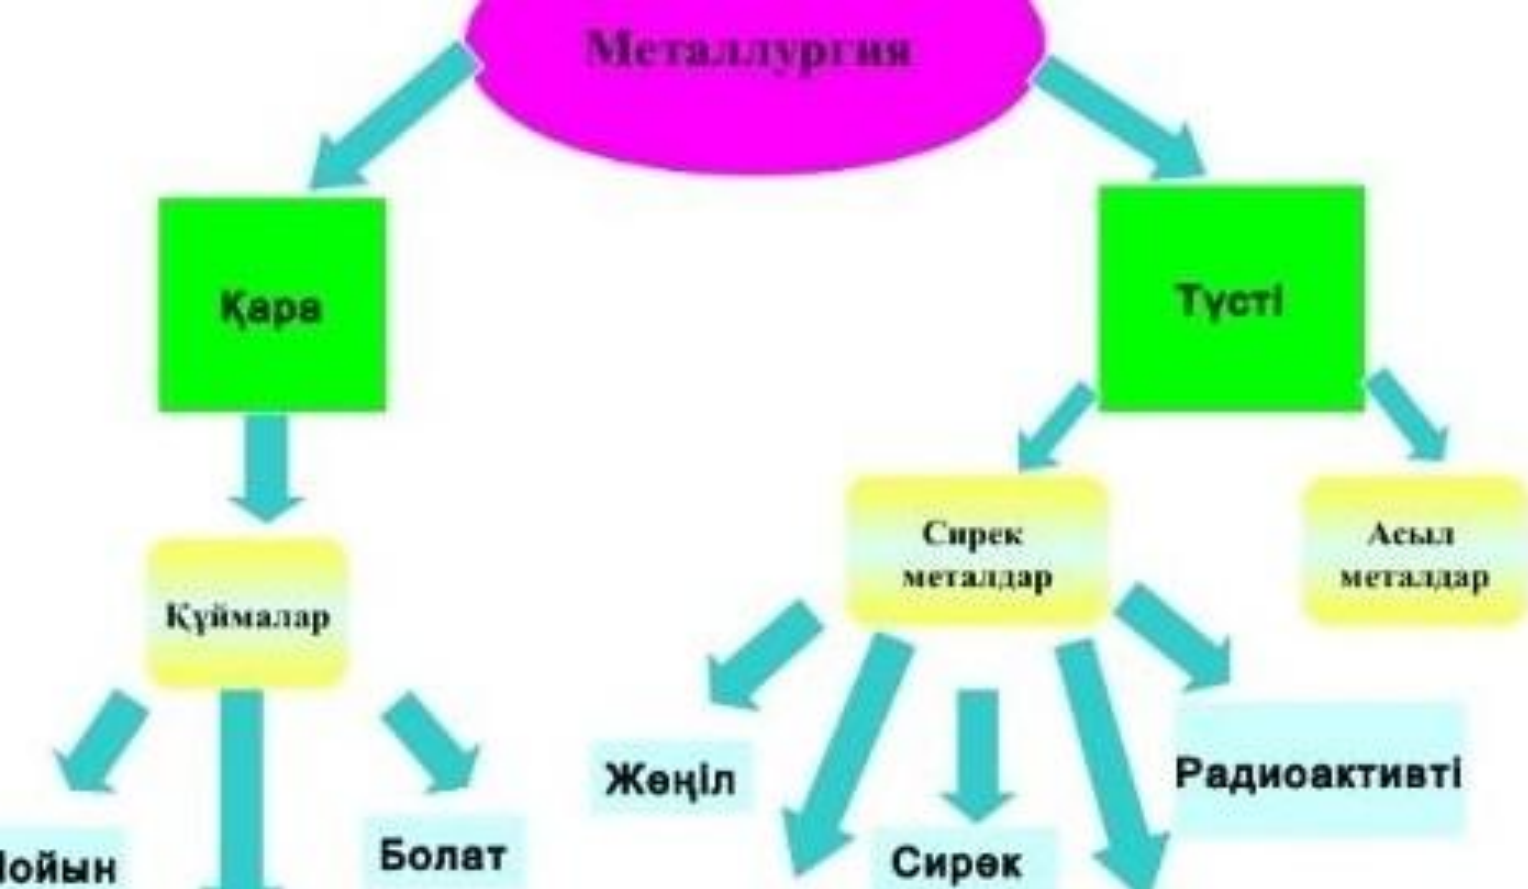 Металлургия
Қара
Түсті
Сирек
металдар
Асыл
металдар
Құймалар
Жеңіл
Радиоактивті
Болат
Сирек